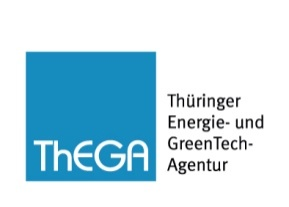 ThEGA
Thüringer
Energie- und
GreenTech-
Agentur